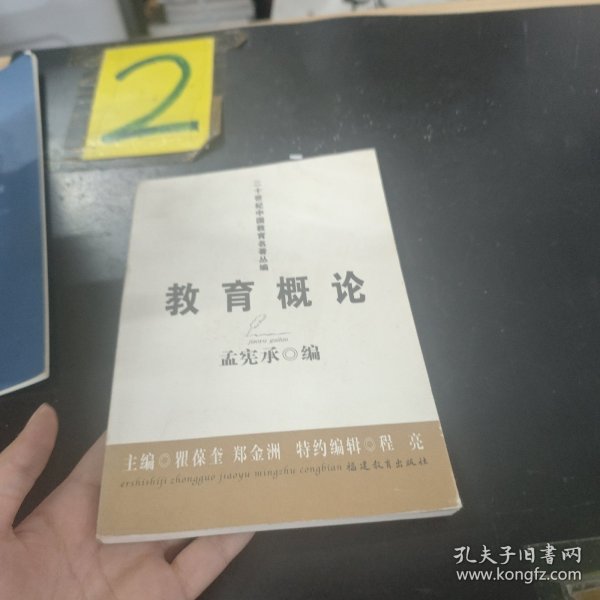 2
二十世纪中国教育名著丛编
教育概论
jiaoyu gailun
孟宪承◎编
主编◎瞿葆奎 郑金洲 特约编辑◎程亮
ershishiji zhongguo jiaoyu mingzhu congbian 福建教育出版社
孔夫子旧书网
www.kongfz.com